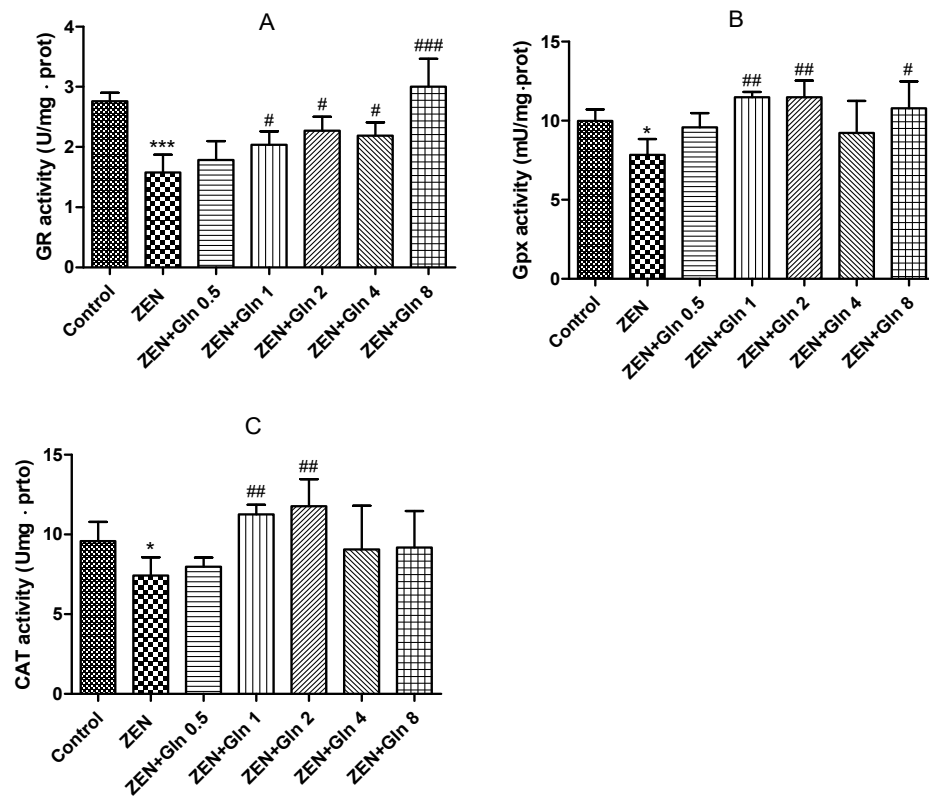 A
GR activity (U/mg · prot)
4
3
2
1
0
***
#
#
#
###
Control
ZEN
ZEN+Gln 0.5
ZEN+Gln 1
ZEN+Gln 2
ZEN+Gln 4
ZEN+Gln 8
B
Gpx activity (mU/mg·prot)
15
10
5
0
*
##
##
#
Control
ZEN
ZEN+Gln 0.5
ZEN+Gln 1
ZEN+Gln 2
ZEN+Gln 4
ZEN+Gln 8
C
CAT activity (Umg · prto)
15
10
5
0
*
##
##
Control
ZEN
ZEN+Gln 0.5
ZEN+Gln 1
ZEN+Gln 2
ZEN+Gln 4
ZEN+Gln 8